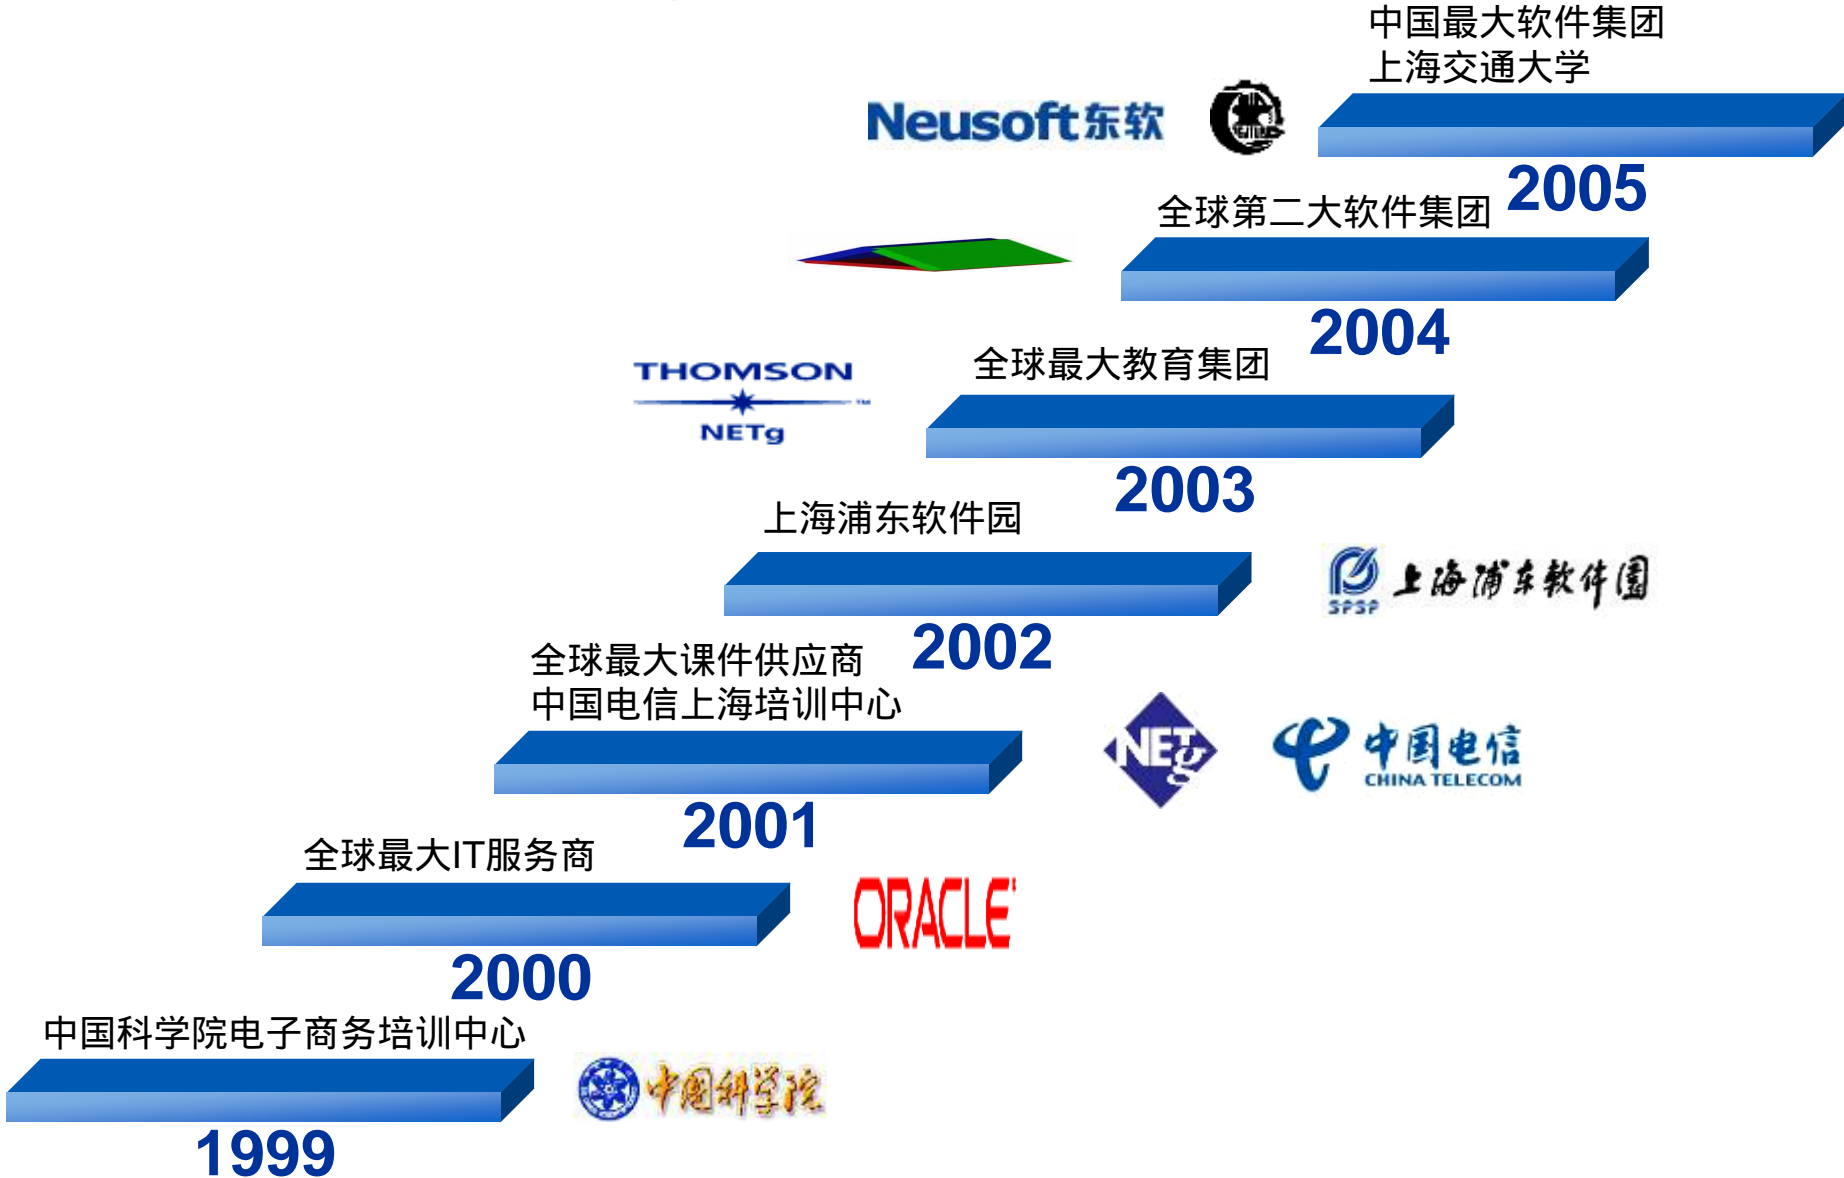 中国最大软件集团
上海交通大学
Neusoft东软
2005
全球第二大软件集团
2004
全球最大教育集团
THOMSON
™
NETg
2003
上海浦东软件园
SPSP
上海浦东软件園
2002
全球最大课件供应商
中国电信上海培训中心
NETg
中国电信
CHINA TELECOM
2001
全球最大IT服务商
ORACLE
2000
中国科学院电子商务培训中心
中国科学院
1999